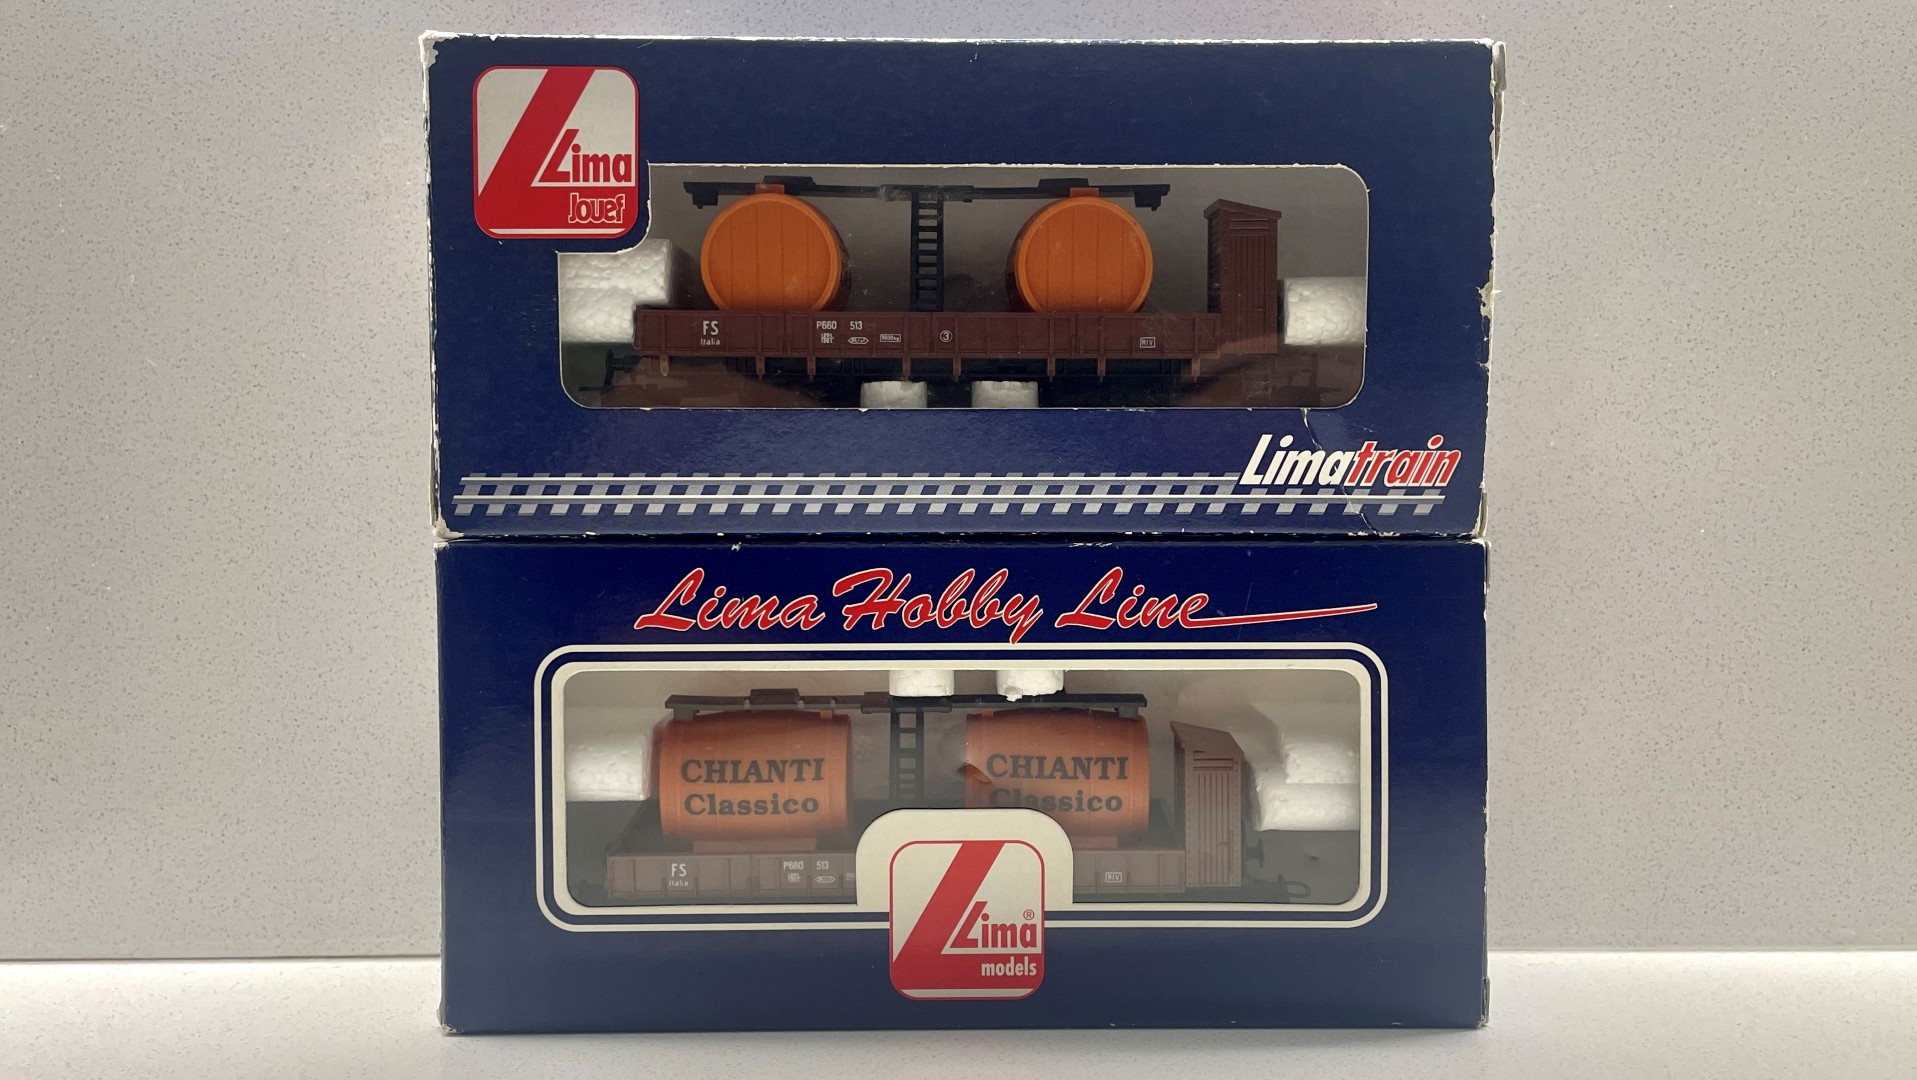 Lima
Jouef
FS
Italia
P660 513
3
RIV
Limatrain
Lima Hobby Line
CHIANTI
Classico
CHIANTI
Classico
FS
Italia
P660 513
RIV
Lima®
models